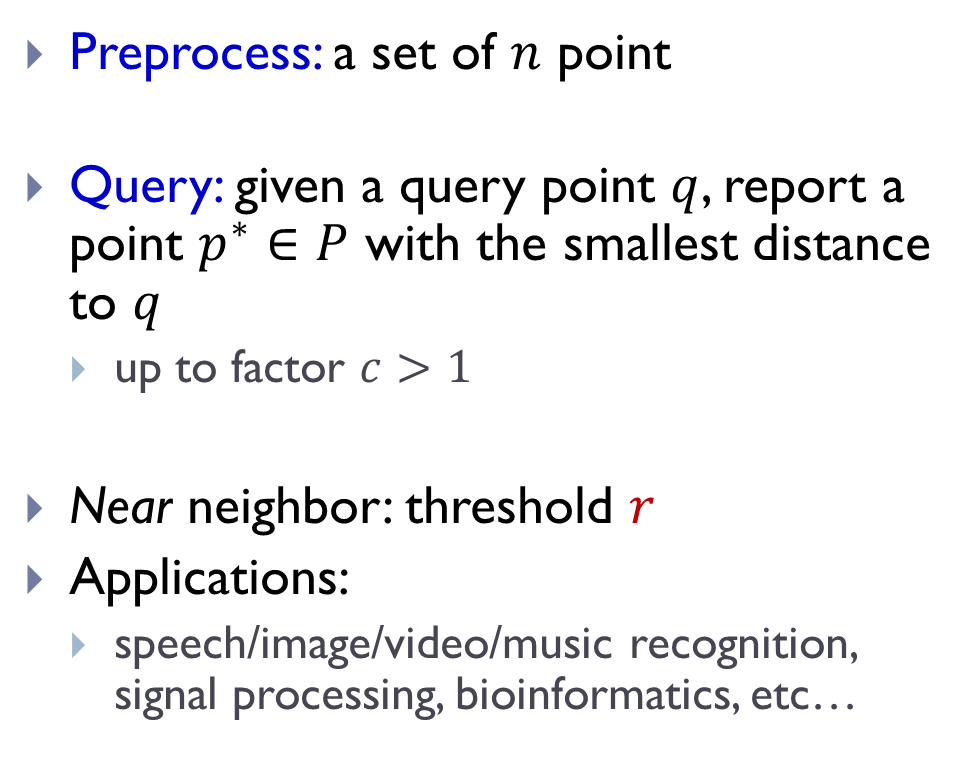 Preprocess: a set of n point
Query: given a query point q, report a
point p* ∈ P with the smallest distance
to q
up to factor c > 1
Near neighbor: threshold r
Applications:
speech/image/video/music recognition,
signal processing, bioinformatics, etc…